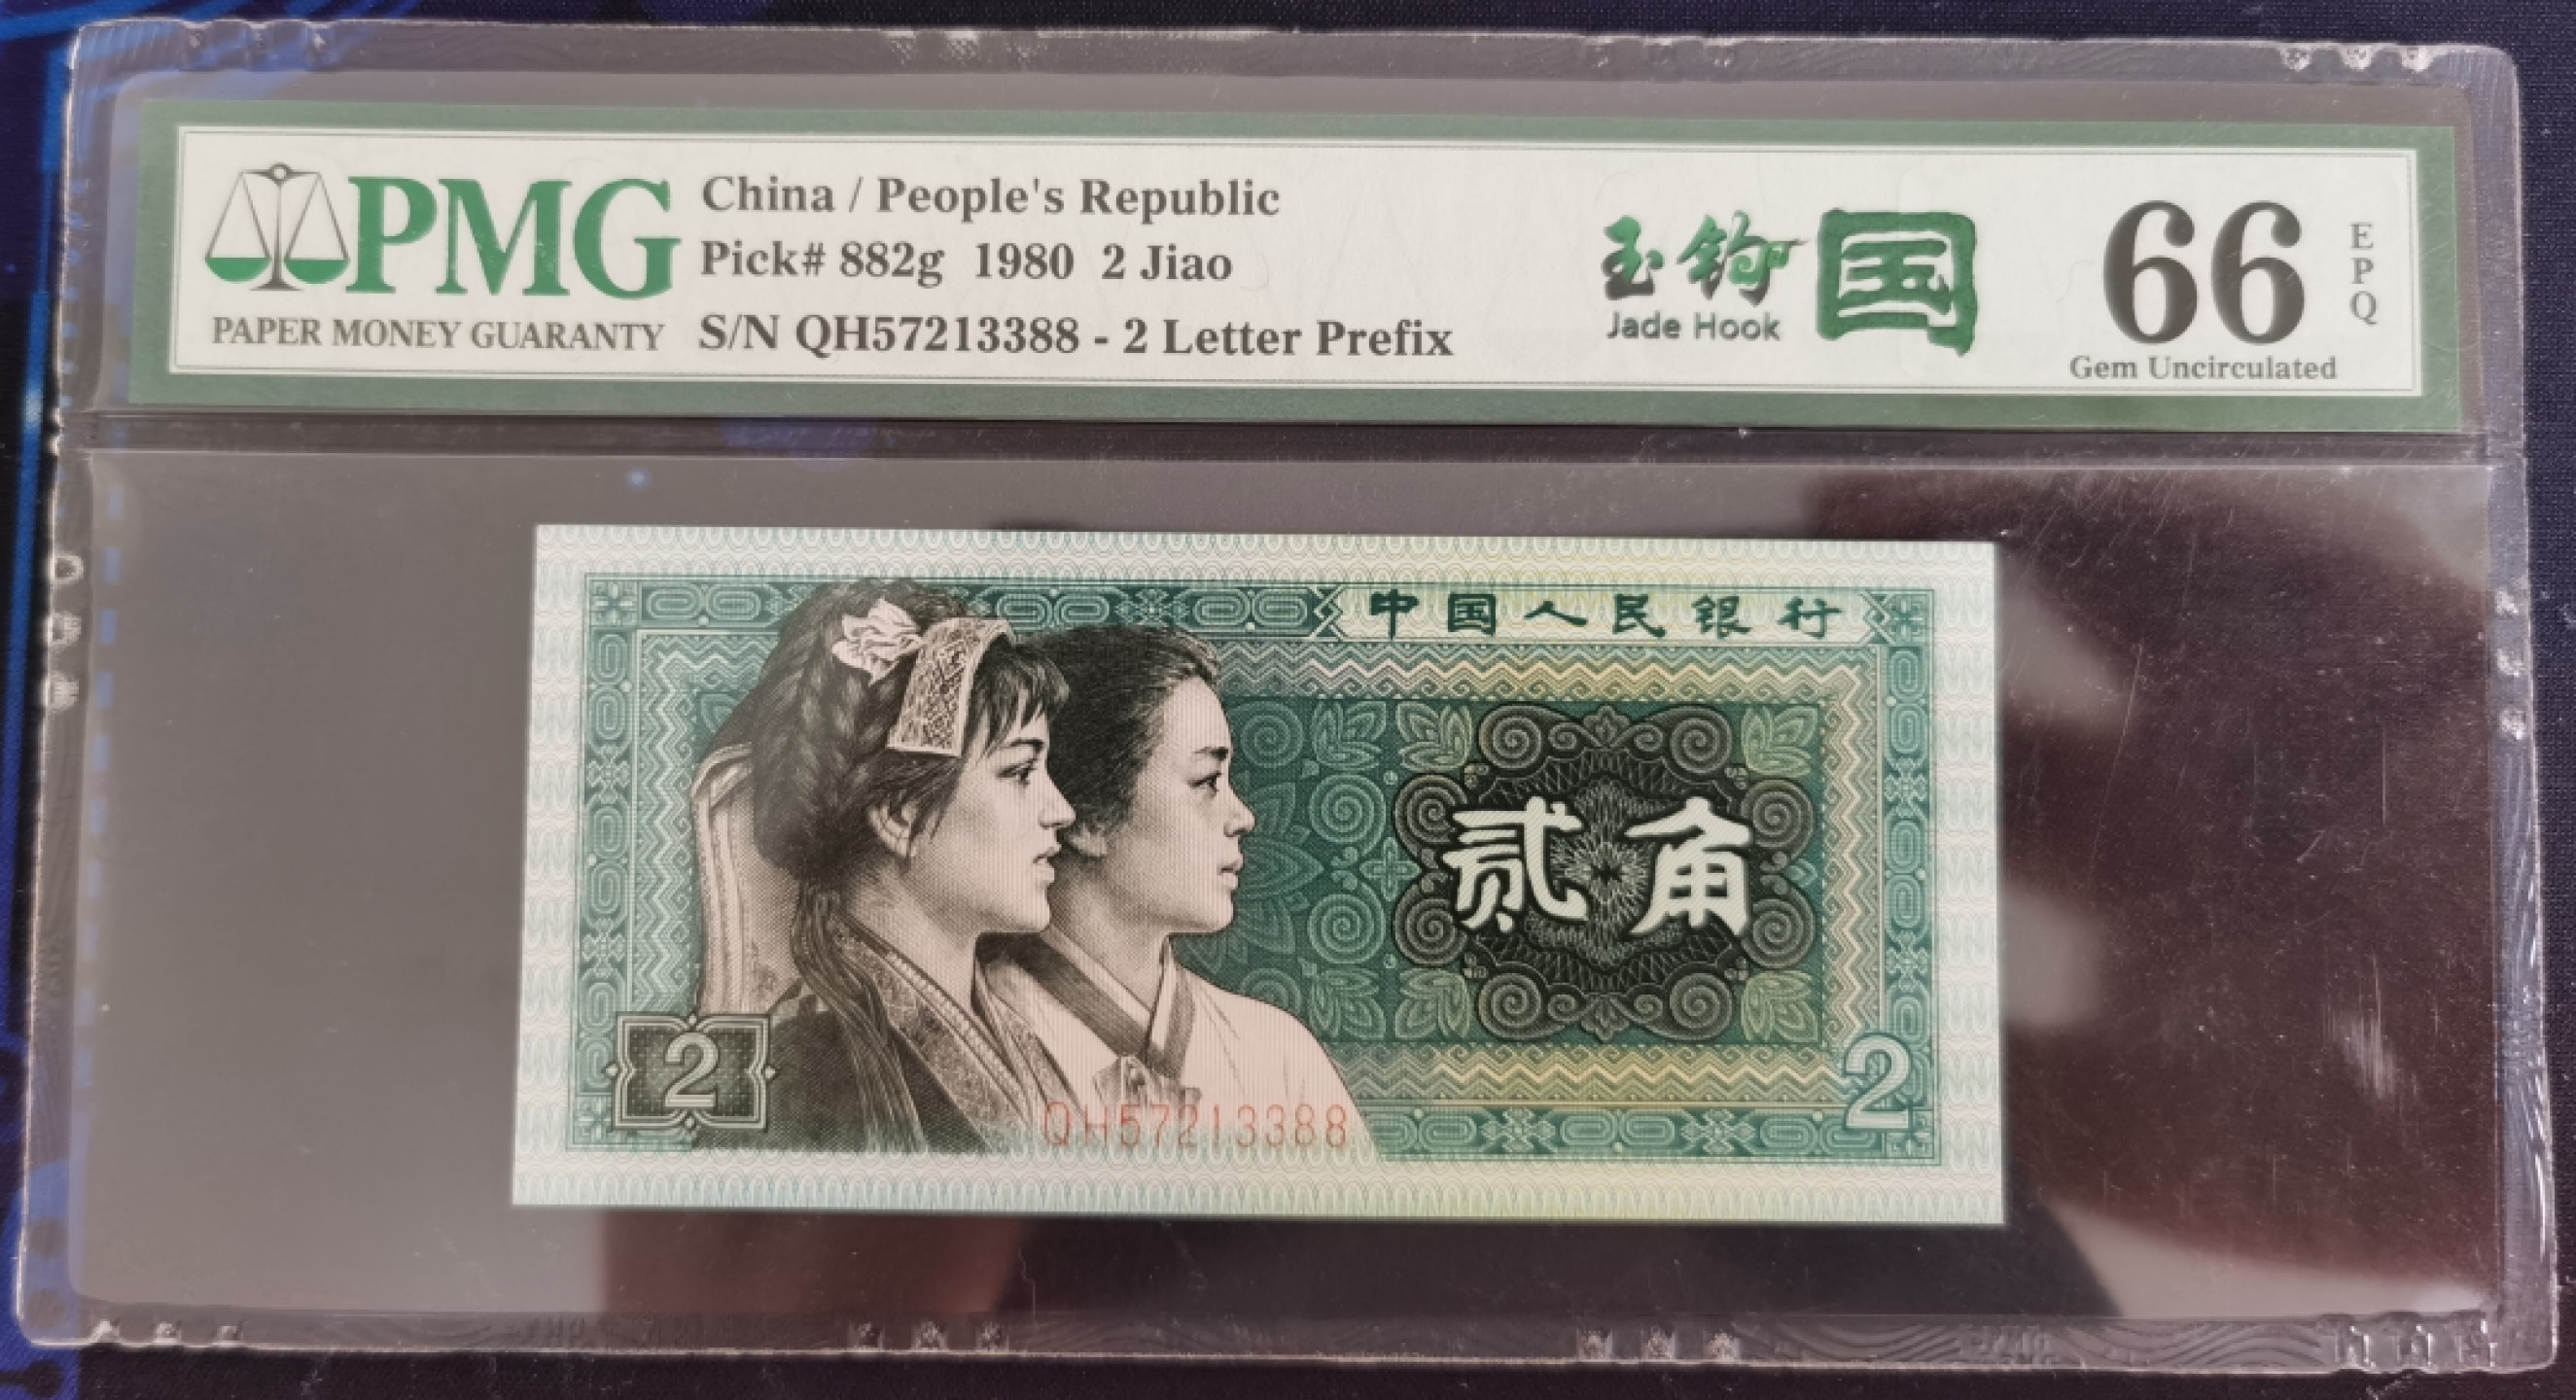 PMG
PAPER MONEY GUARANTY
China / People's Republic
Pick# 882g 1980 2 Jiao
S/N QH57213388 - 2 Letter Prefix
玉钩 国
Jade Hook
66 EPQ
Gem Uncirculated
中国人民银行
贰角
2
2
QH57213388